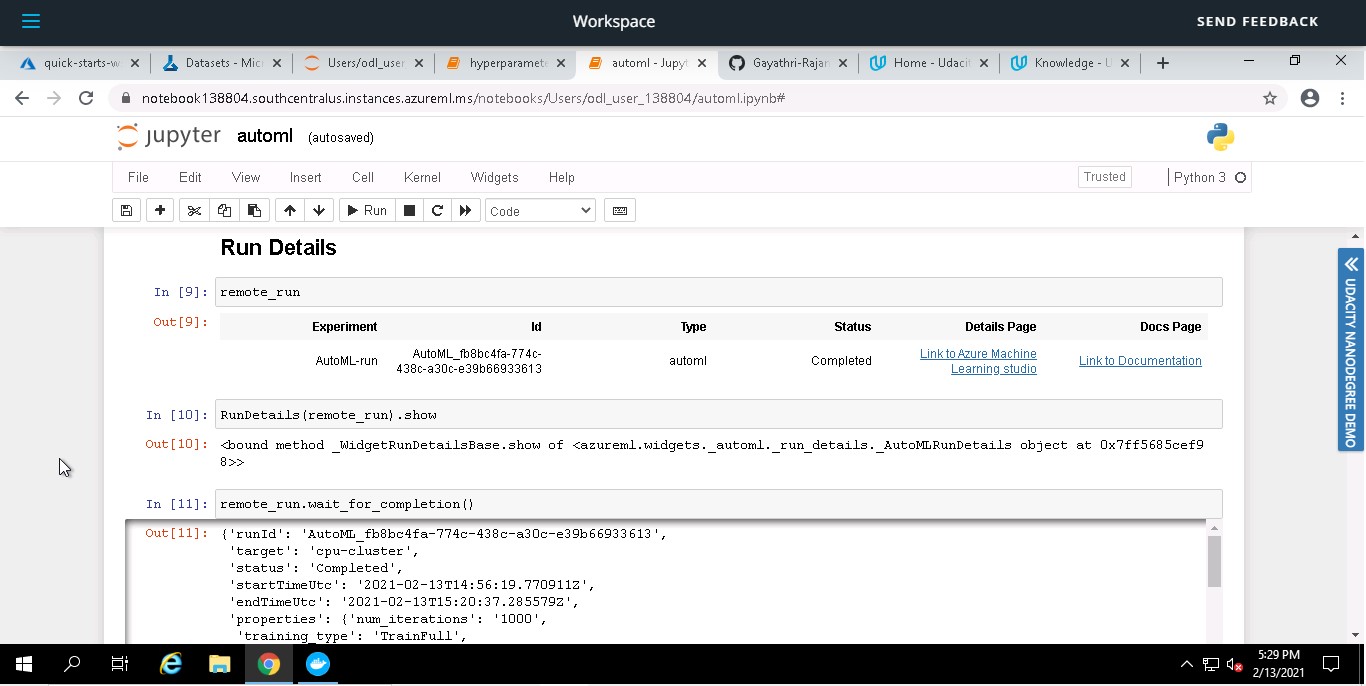 Workspace
SEND FEEDBACK
quick-starts-w
Datasets - Mic
Users/odl_user
hyperparamet
automl - Jupyt
Gayathri-Rajan
Home - Udaci
Knowledge - U
notebook138804.southcentralus.instances.azureml.ms/notebooks/Users/odl_user_138804/automl.ipynb#
jupyter automl (autosaved)
File Edit View Insert Cell Kernel Widgets Help Trusted Python 3
Run Code
Run Details
In [9]: remote_run
Out[9]:
Experiment Id Type Status Details Page Docs Page
AutoML-run AutoML_fb8bc4fa-774c-438c-a30c-e39b66933613 automl Completed Link to Azure Machine Learning studio Link to Documentation
In [10]: RunDetails(remote_run).show
Out[10]: <bound method _WidgetRunDetailsBase.show of <azureml.widgets._automl._run_details._AutoMLRunDetails object at 0x7ff5685cef9
8>>
In [11]: remote_run.wait_for_completion()
Out[11]: {'runId': 'AutoML_fb8bc4fa-774c-438c-a30c-e39b66933613',
'target': 'cpu-cluster',
'status': 'Completed',
'startTimeUtc': '2021-02-13T14:56:19.770911Z',
'endTimeUtc': '2021-02-13T15:20:37.285579Z',
'properties': {'num_iterations': '1000',
'training_type': 'TrainFull',
UDACITY NANODEGREE DEMO
5:29 PM
2/13/2021